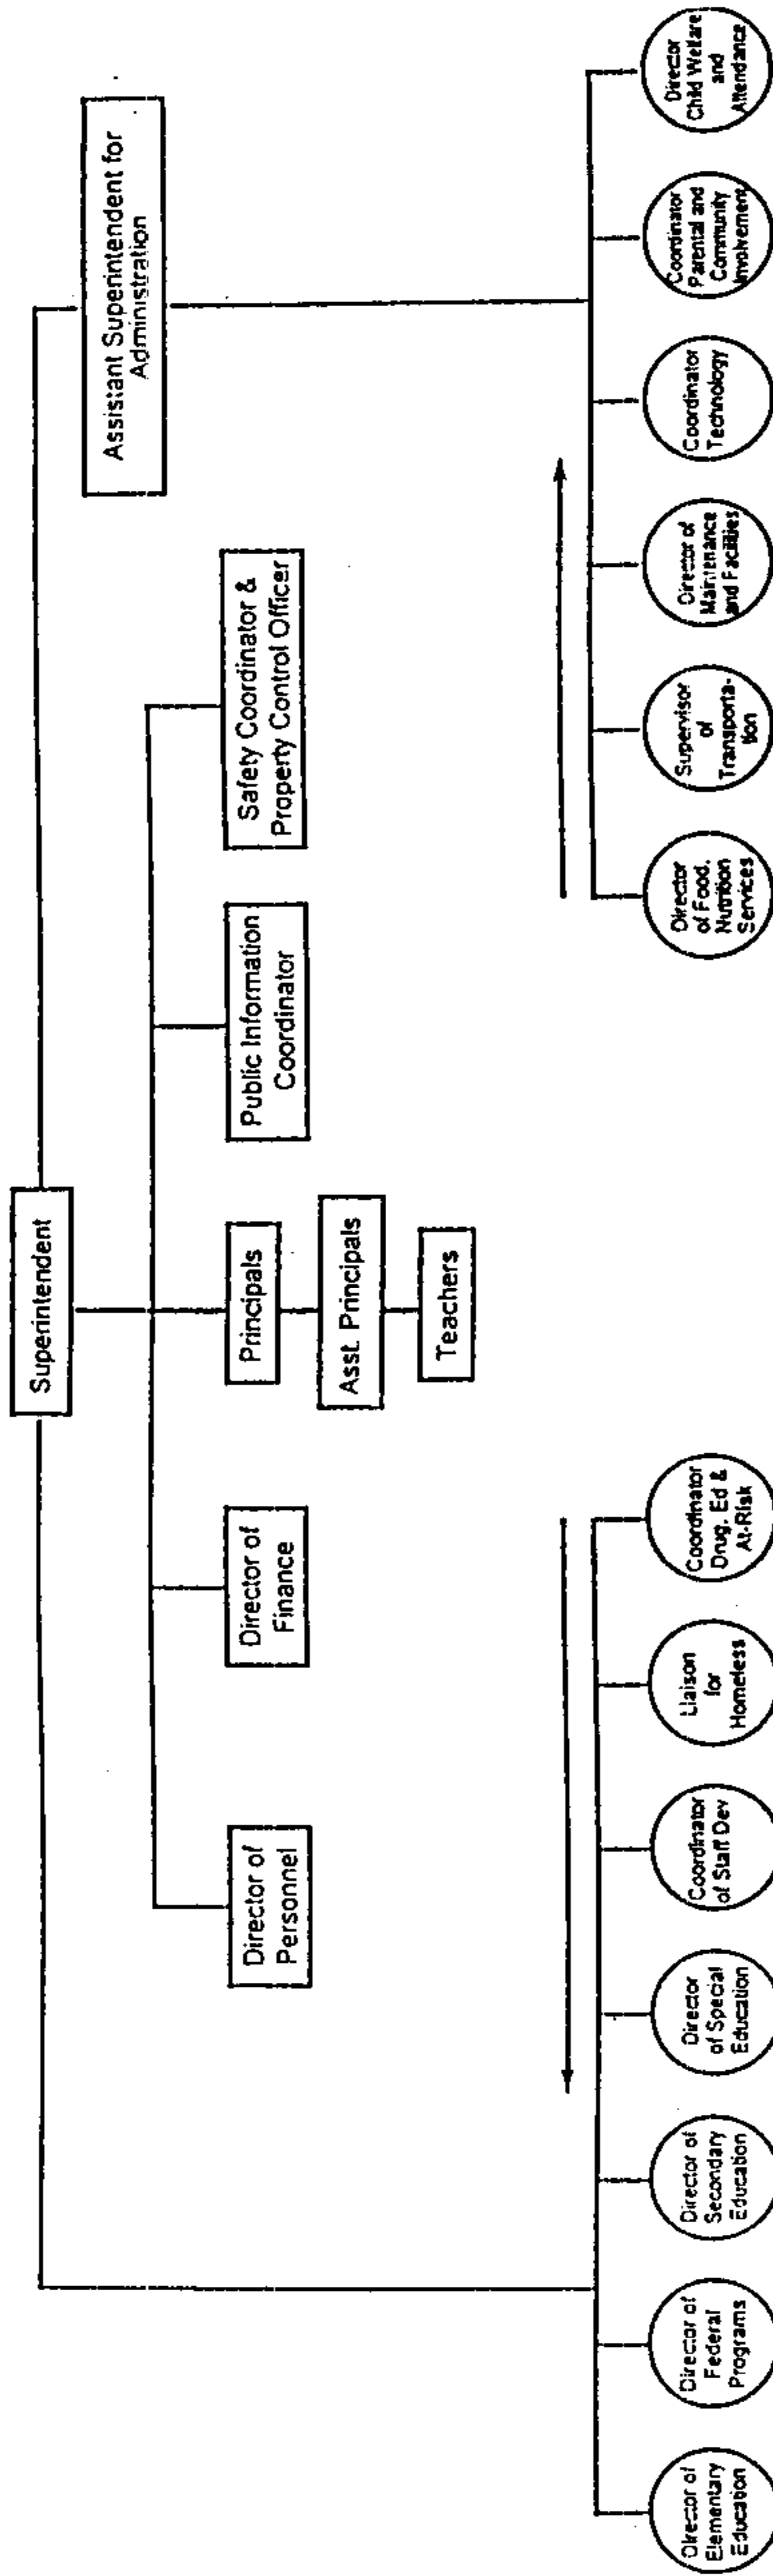 Superintendent
Assistant Superintendent for
Administration
Director of
Personnel
Director of
Finance
Principals
Asst. Principals
Teachers
Public Information
Coordinator
Safety Coordinator &
Property Control Officer
Director of
Elementary
Education
Director of
Federal
Programs
Director of
Secondary
Education
Director
of Special
Education
Coordinator
of Staff Dev
Liaison
for
Homeless
Coordinator
Drug, Ed &
At-Risk
Director
of Food,
Nutrition
Services
Supervisor
of
Transporta-
tion
Director of
Maintenance
and Facilities
Coordinator
Technology
Coordinator
Parental and
Community
Involvement
Director
Child Welfare
and
Attendance